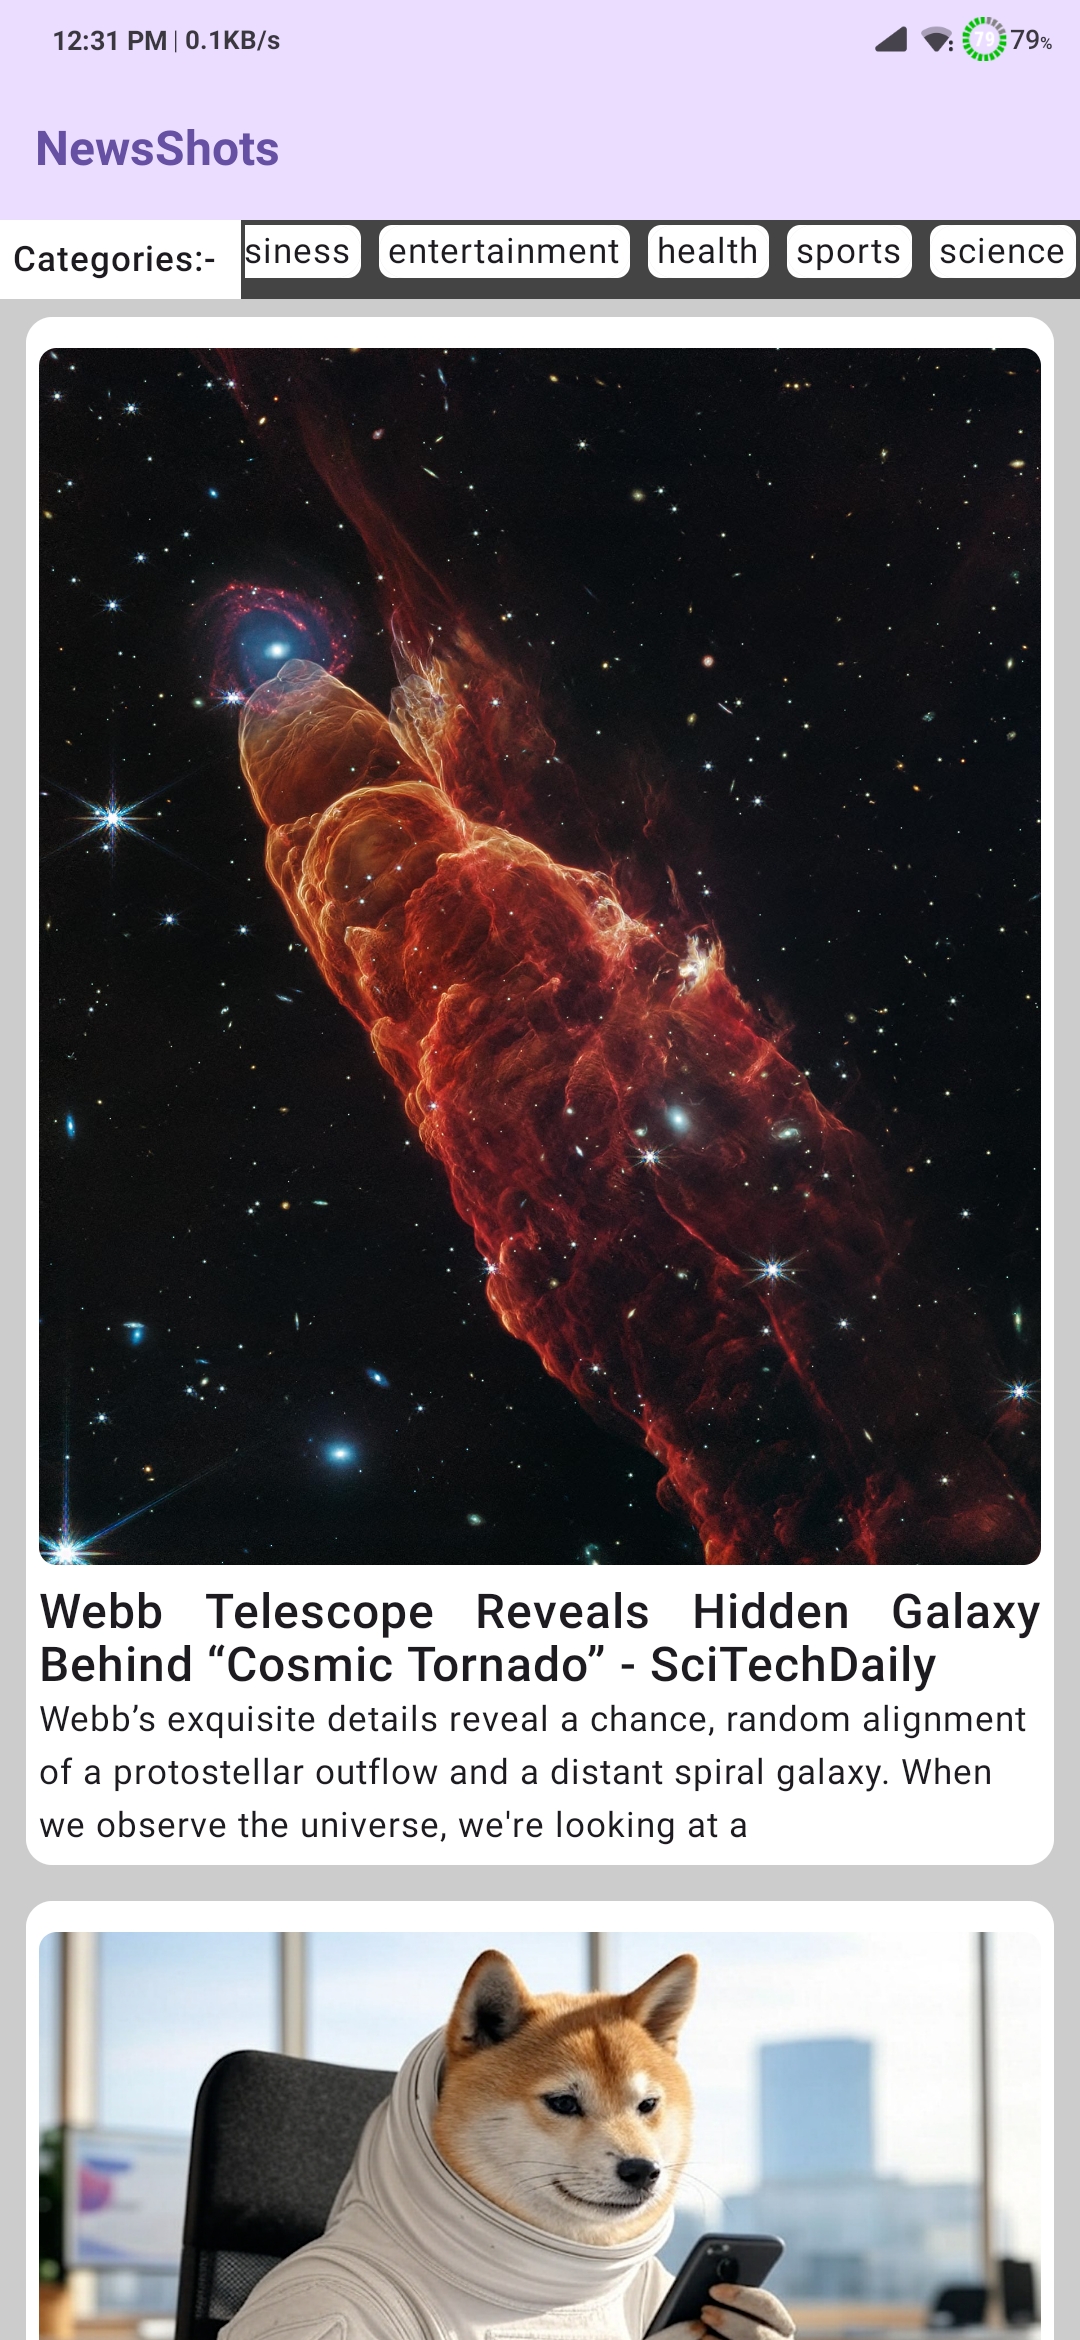 12:31 PM | 0.1KB/s 79 79%
NewsShots
Categories:- siness entertainment health sports science
Webb Telescope Reveals Hidden Galaxy
Behind “Cosmic Tornado” - SciTechDaily
Webb’s exquisite details reveal a chance, random alignment
of a protostellar outflow and a distant spiral galaxy. When
we observe the universe, we're looking at a